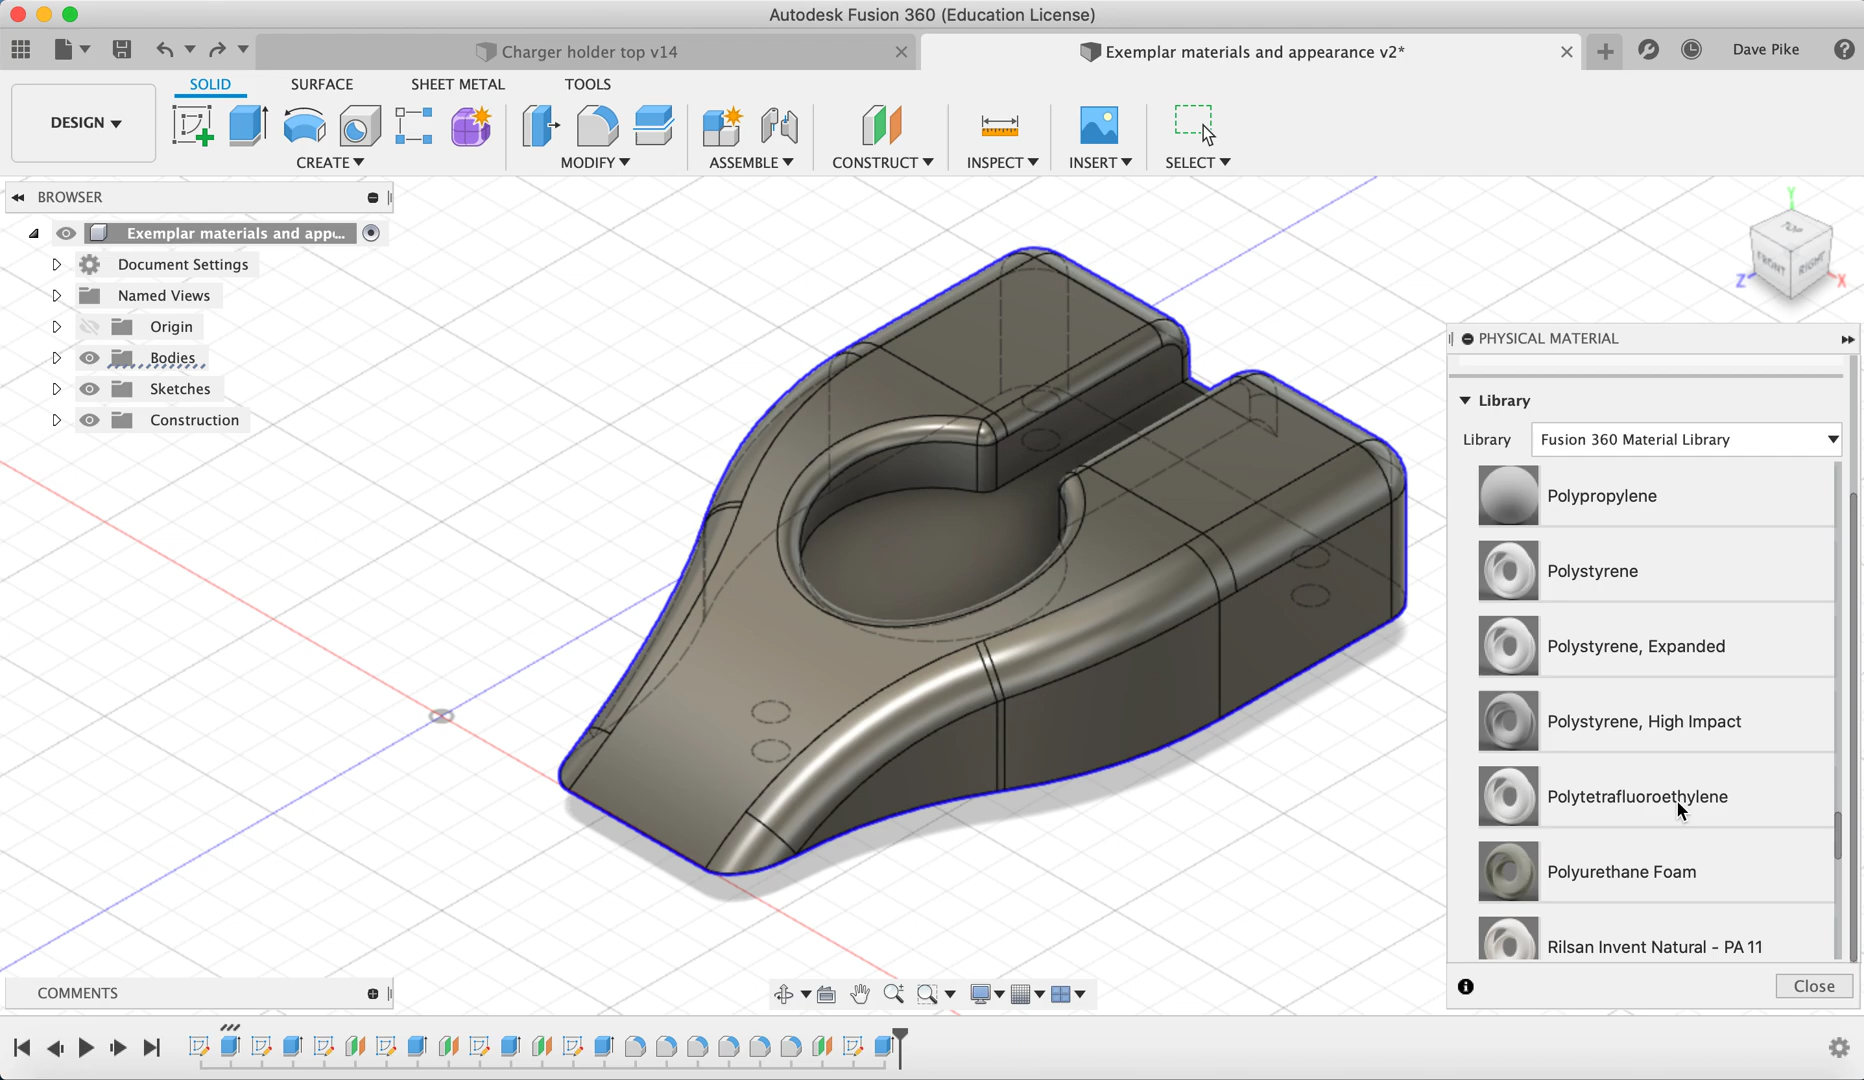 Autodesk Fusion 360 (Education License)
Charger holder top v14
Exemplar materials and appearance v2*
Dave Pike
DESIGN
SOLID
SURFACE
SHEET METAL
TOOLS
CREATE
MODIFY
ASSEMBLE
CONSTRUCT
INSPECT
INSERT
SELECT
BROWSER
Exemplar materials and app...
Document Settings
Named Views
Origin
Bodies
Sketches
Construction
Y
TOP
FRONT
RIGHT
Z
X
PHYSICAL MATERIAL
Library
Library
Fusion 360 Material Library
Polypropylene
Polystyrene
Polystyrene, Expanded
Polystyrene, High Impact
Polytetrafluoroethylene
Polyurethane Foam
Rilsan Invent Natural - PA 11
Close
COMMENTS